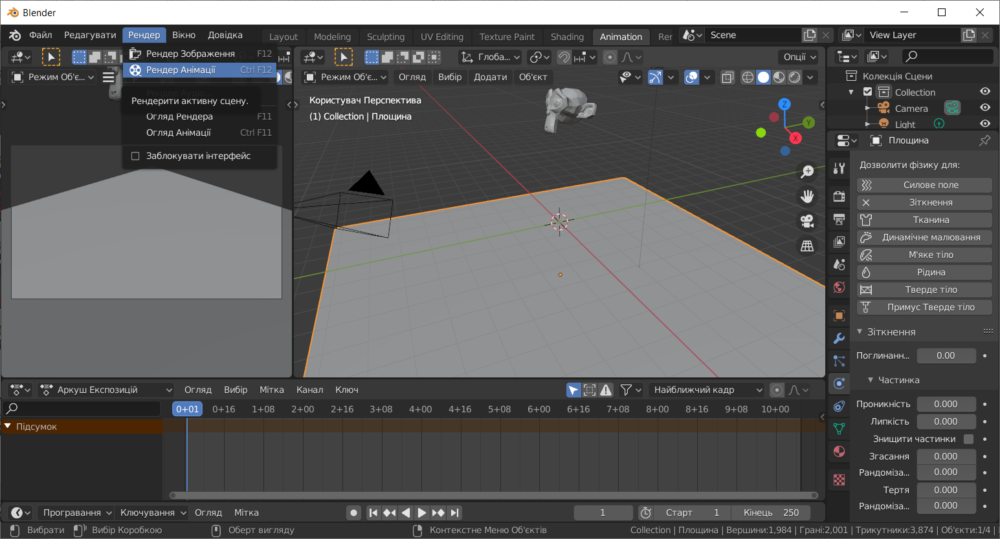 Blender
Файл Редагувати Рендер Вікно Довідка Layout Modeling Sculpting UV Editing Texture Paint Shading Animation Re Scene View Layer
Рендер Зображення F12
Рендер Анімації Ctrl F12
Рендер Аудіо...
Рендерити активну сцену.
Огляд Рендера F11
Огляд Анімації Ctrl F11
Заблокувати інтерфейс
Режим Об'є...
Глоба... Опції
Режим Об'є... Огляд Вибір Додати Об'єкт
Користувач Перспектива
(1) Collection | Площина
Z
Y
X
Колекція Сцени
Collection
Camera
Light
Площина
Дозволити фізику для:
Силове поле
Зіткнення
Тканина
Динамічне малювання
М'яке тіло
Рідина
Тверде тіло
Примус Тверде тіло
Зіткнення
Поглинанн... 0.00
Частинка
Проникність 0.000
Липкість 0.000
Знищити частинки
Згасання 0.000
Рандоміза... 0.000
Тертя 0.000
Рандоміза... 0.000
Аркуш Експозицій Огляд Вибір Мітка Канал Ключ Найближчий кадр
0+01 0+16 1+08 2+00 2+16 3+08 4+00 4+16 5+08 6+00 6+16 7+08 8+00 8+16 9+08 10+00
Підсумок
Програвання Ключування Огляд Мітка 1 Старт 1 Кінець 250
Вибрати Вибір Коробкою Оберт вигляду Контекстне Меню Об'єктів Collection | Площина | Вершини:1,984 | Грані:2,001 | Трикутники:3,874 | Об'єкти:1/4 |